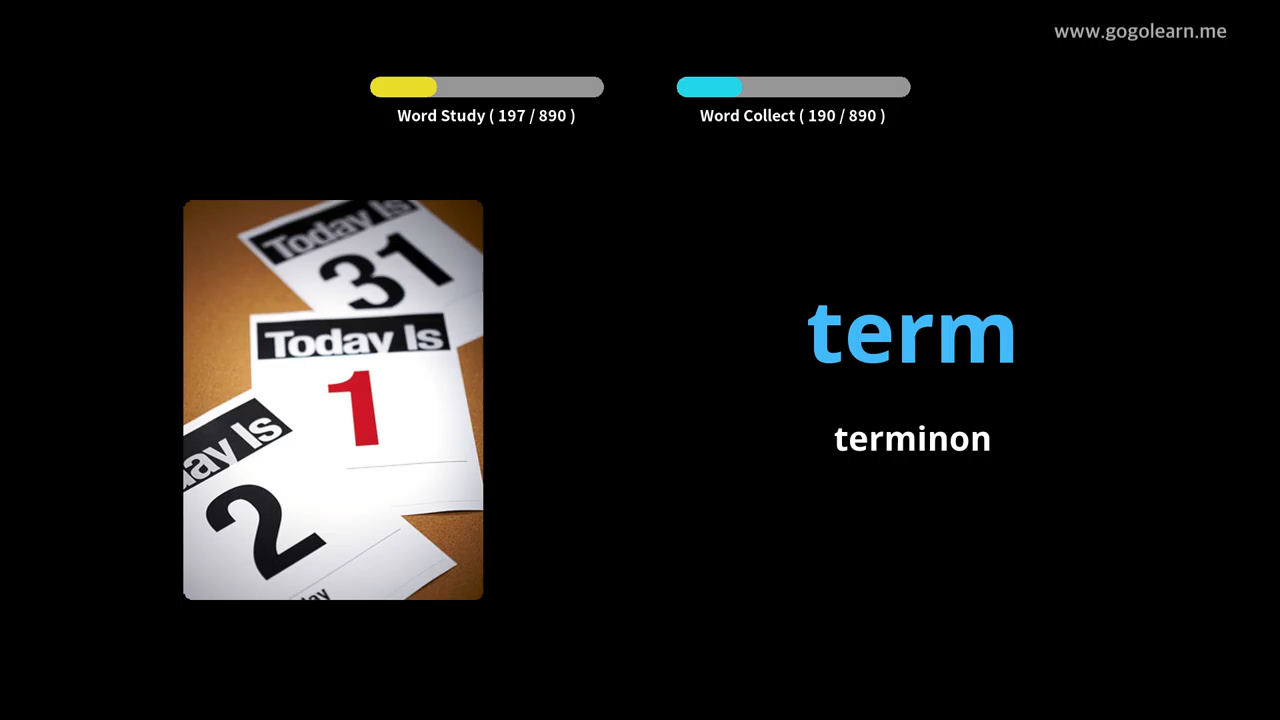 www.gogolearn.me
Word Study ( 197 / 890 )
Word Collect ( 190 / 890 )
Today Is
31
Today Is
1
day Is
2
term
terminon